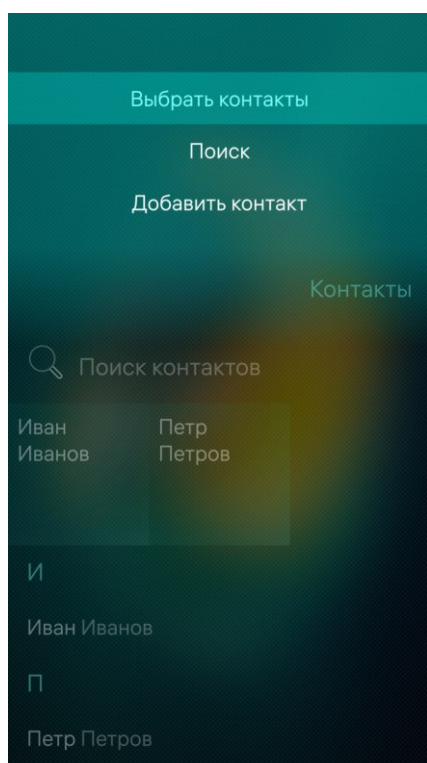 Выбрать контакты
Поиск
Добавить контакт
Контакты
Поиск контактов
Иван
Иванов
Петр
Петров
И
Иван Иванов
П
Петр Петров